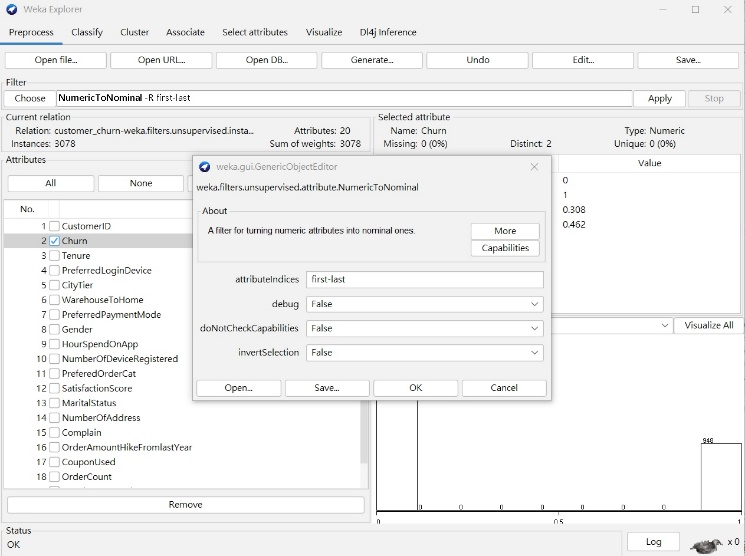 Weka Explorer
Preprocess Classify Cluster Associate Select attributes Visualize Dl4j Inference
Open file... Open URL... Open DB... Generate... Undo Edit... Save...
Filter
Choose NumericToNominal -R first-last Apply Stop
Current relation
Relation: customer_churn-weka.filters.unsupervised.insta... Attributes: 20
Instances: 3078 Sum of weights: 3078
Selected attribute
Name: Churn Type: Numeric
Missing: 0 (0%) Distinct: 2 Unique: 0 (0%)
Attributes
All None
No.
1 CustomerID
2 Churn
3 Tenure
4 PreferredLoginDevice
5 CityTier
6 WarehouseToHome
7 PreferredPaymentMode
8 Gender
9 HourSpendOnApp
10 NumberOfDeviceRegistered
11 PreferedOrderCat
12 SatisfactionScore
13 MaritalStatus
14 NumberOfAddress
15 Complain
16 OrderAmountHikeFromlastYear
17 CouponUsed
18 OrderCount
Remove
weka.gui.GenericObjectEditor
weka.filters.unsupervised.attribute.NumericToNominal
About
A filter for turning numeric attributes into nominal ones.
More
Capabilities
attributeIndices first-last
debug False
doNotCheckCapabilities False
invertSelection False
Open... Save... OK Cancel
Value
0
1
0.308
0.462
Visualize All
948
0 0 0 0 0 0 0
0 0.5 1
Status
OK
Log x 0